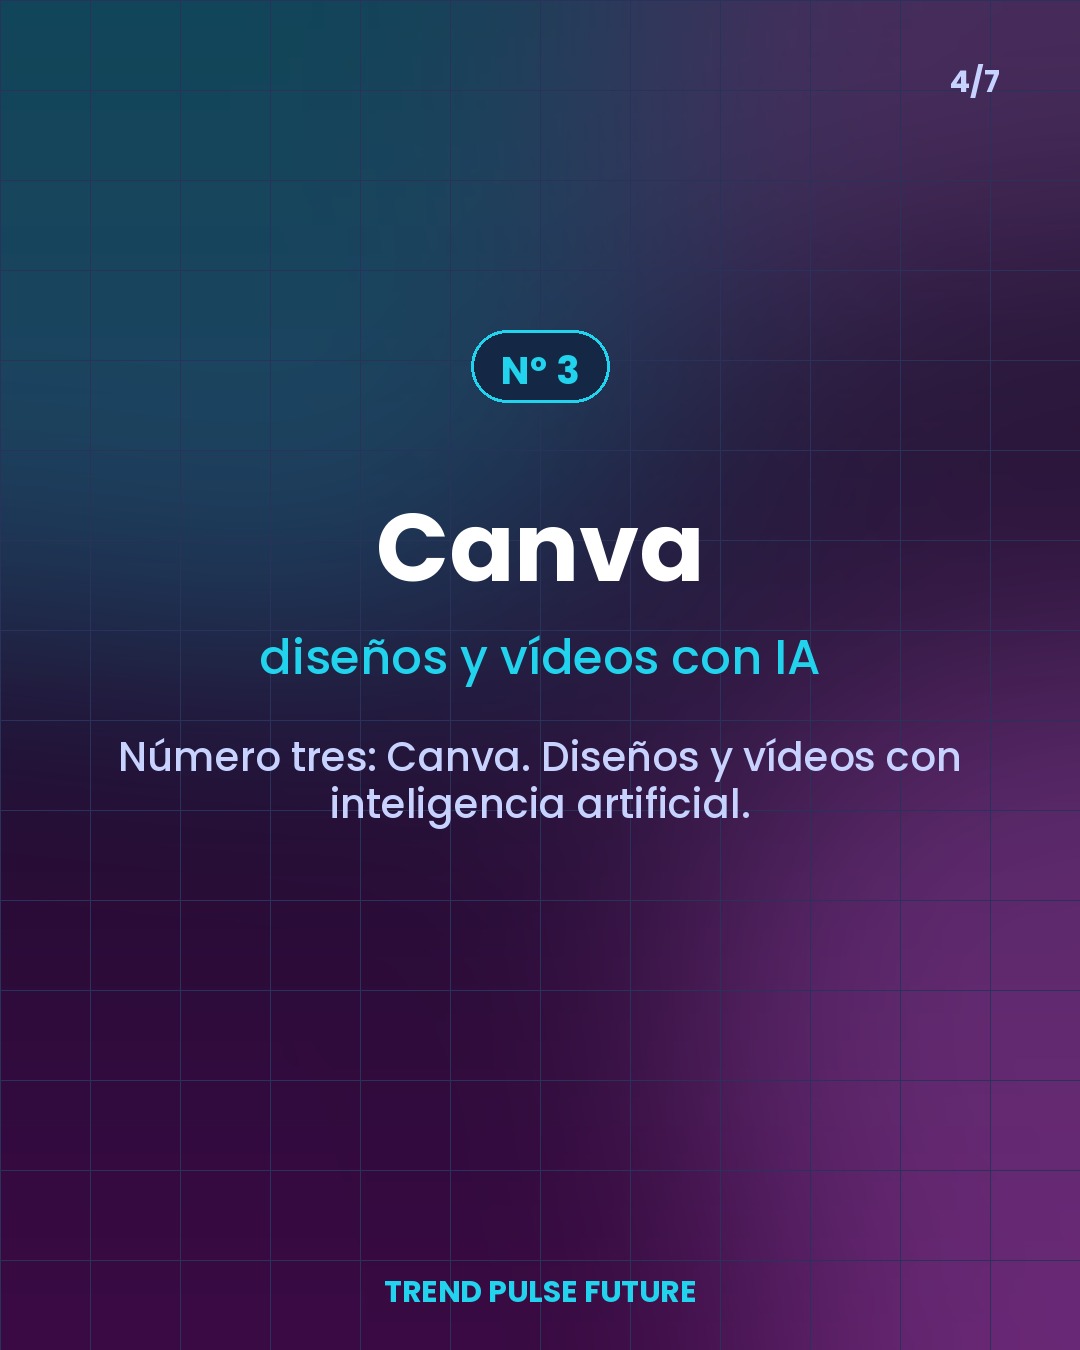 4/7
Nº 3
Canva
diseños y vídeos con IA
Número tres: Canva. Diseños y vídeos con
inteligencia artificial.
TREND PULSE FUTURE